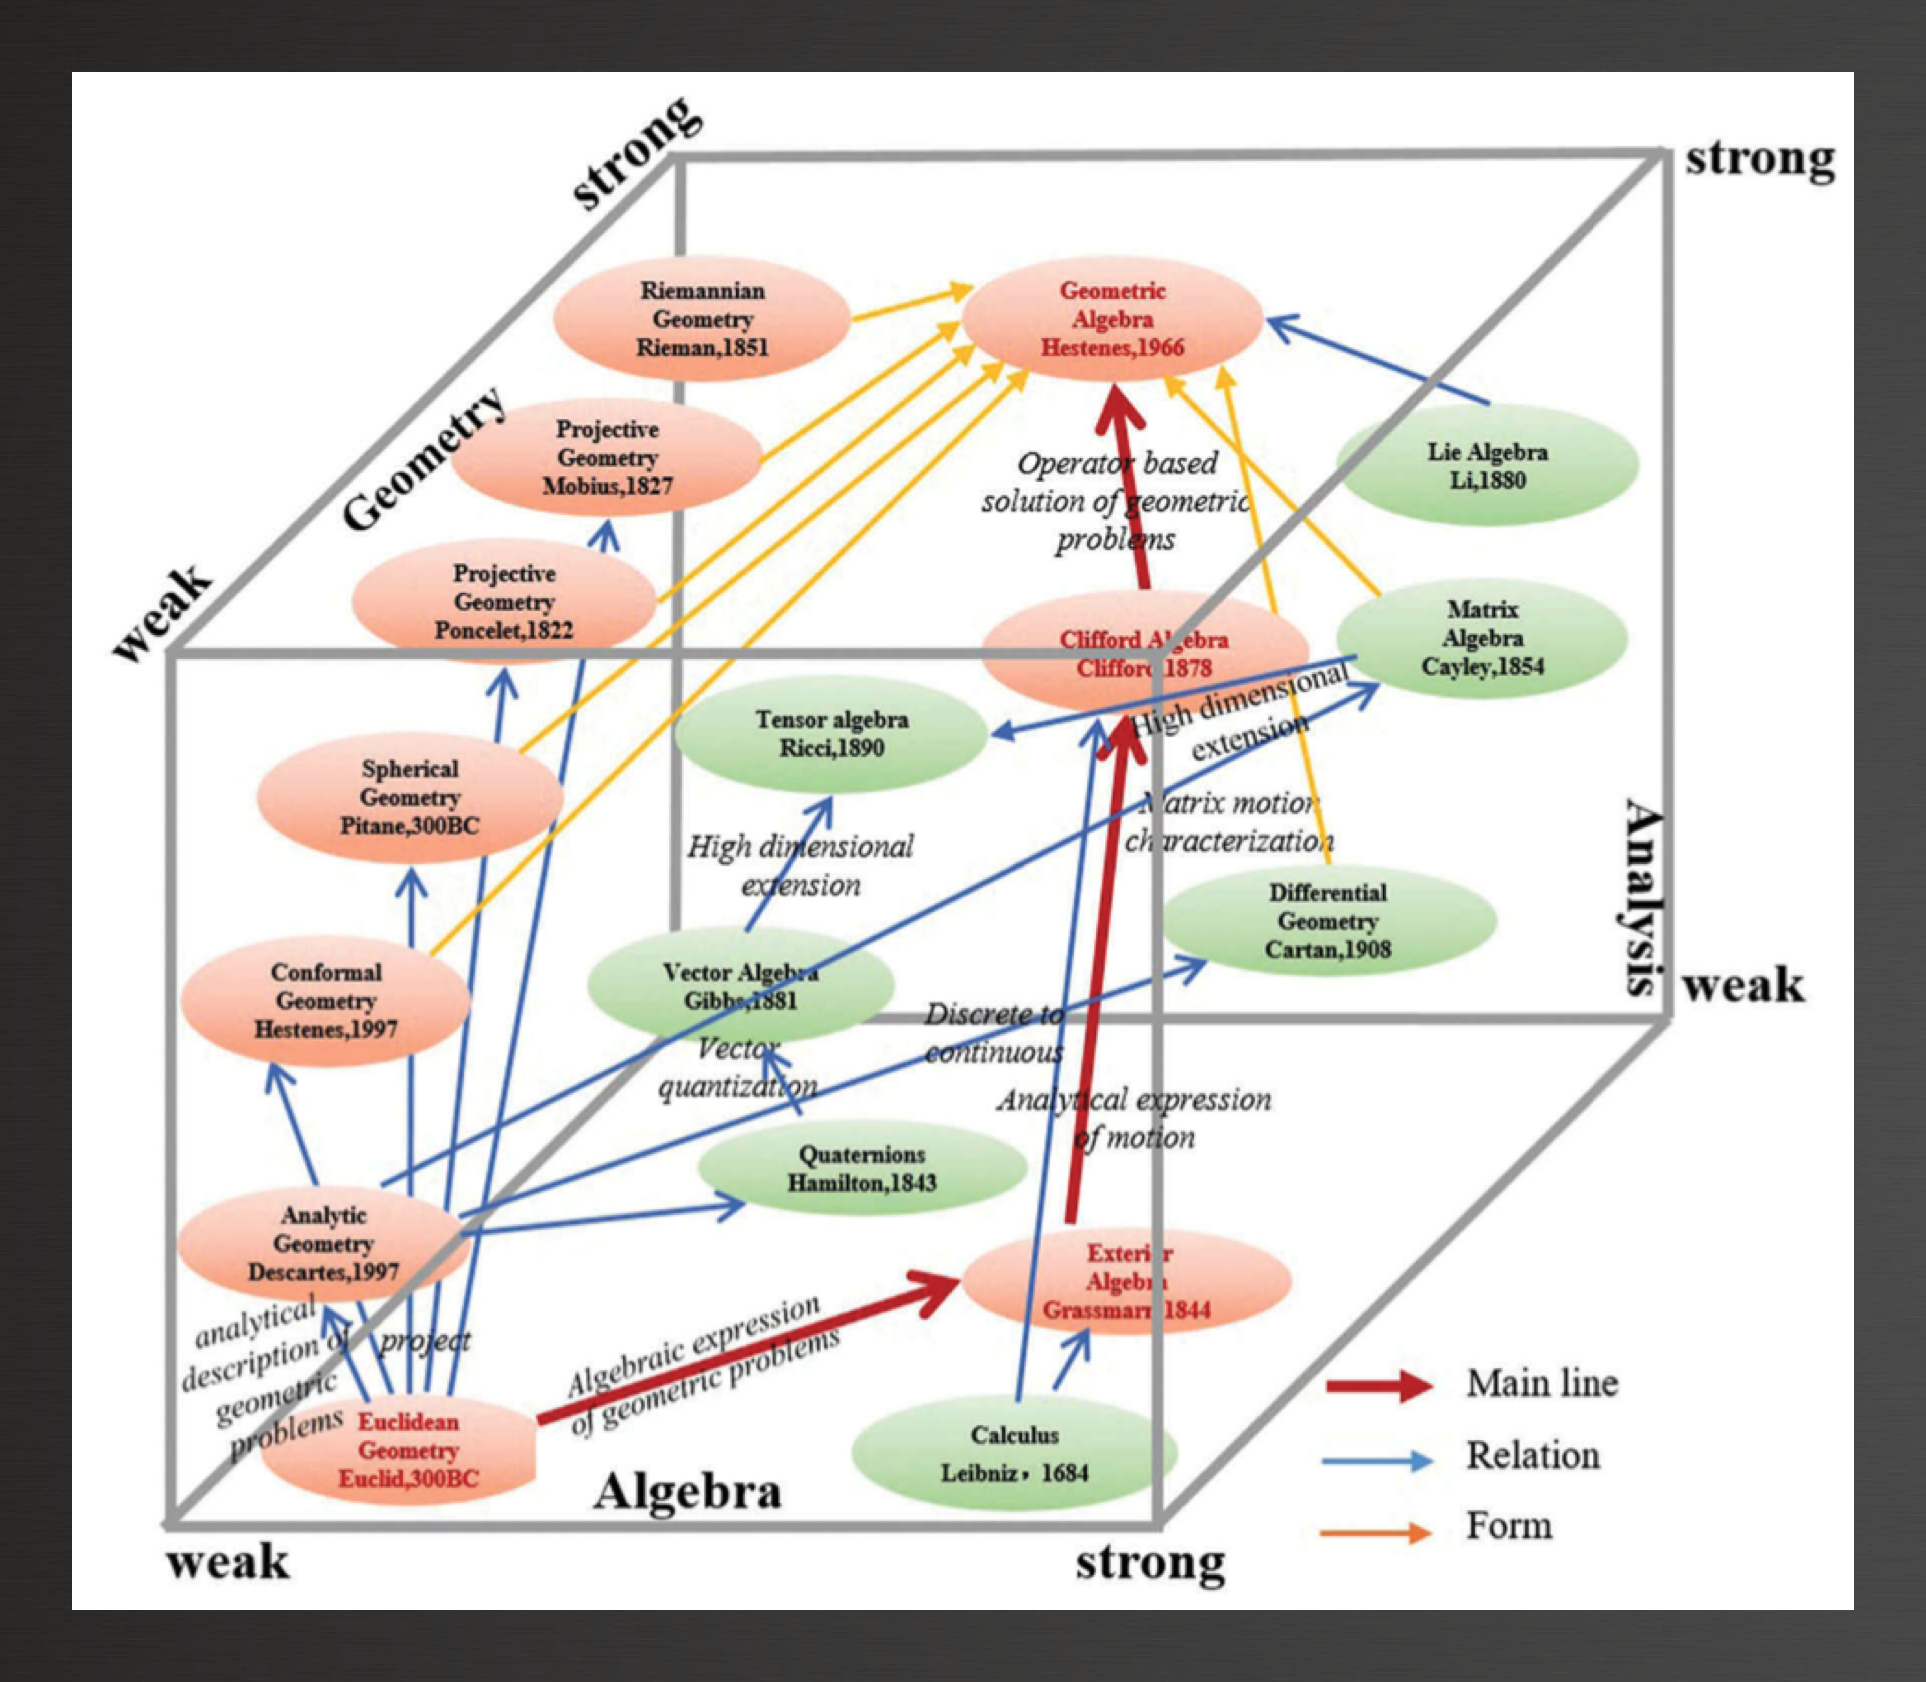 strong
strong
Riemannian
Geometry
Rieman,1851
Geometric
Algebra
Hestenes,1966
Geometry
Projective
Geometry
Mobius,1827
Operator based
solution of geometric
problems
Lie Algebra
Li,1880
weak
Projective
Geometry
Poncelet,1822
Clifford Algebra
Clifford,1878
Matrix
Algebra
Cayley,1854
Tensor algebra
Ricci,1890
High dimensional
extension
Spherical
Geometry
Pitane,300BC
High dimensional
extension
Matrix motion
characterization
Analysis
Differential
Geometry
Cartan,1908
Conformal
Geometry
Hestenes,1997
Vector Algebra
Gibbs,1881
weak
Vector
quantization
Discrete to
continuous
Analytical expression
of motion
Quaternions
Hamilton,1843
Analytic
Geometry
Descartes,1997
Exterior
Algebra
Grassmann,1844
analytical
description of
geometric
problems
project
Algebraic expression
of geometric problems
Euclidean
Geometry
Euclid,300BC
Calculus
Leibniz，1684
Main line
Relation
Form
Algebra
weak
strong